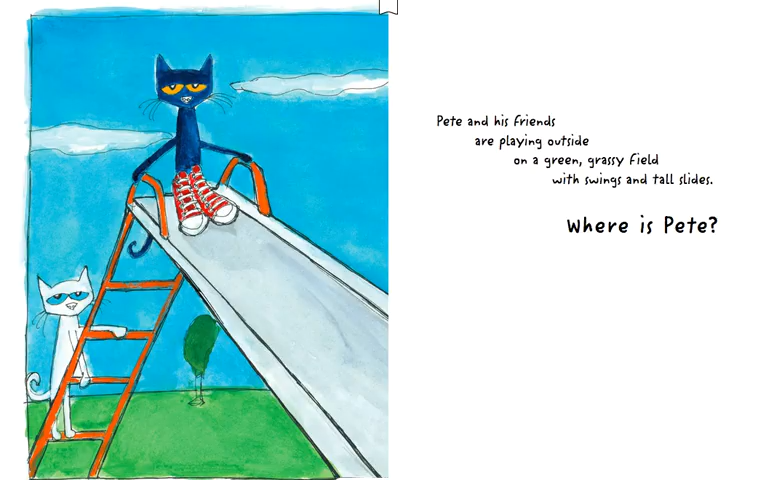 Pete and his friends
are playing outside
on a green, grassy field
with swings and tall slides.
Where is Pete?